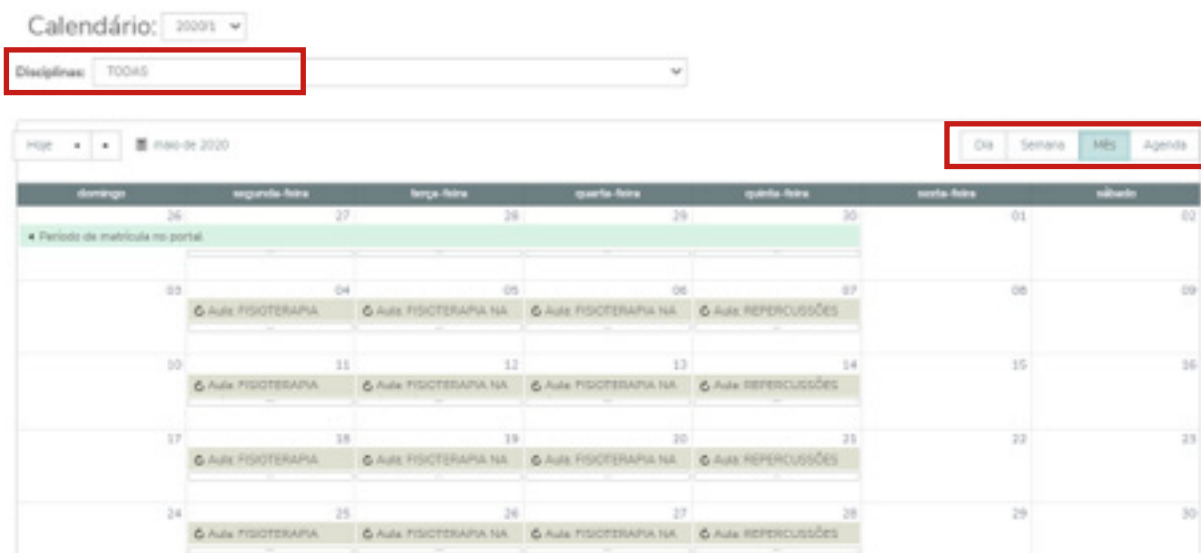 Calendário: 2020/1
Disciplinas: TODAS
Hoje maio de 2020 Dia Semana Mês Agenda
domingo segunda-feira terça-feira quarta-feira quinta-feira sexta-feira sábado
26 27 28 29 30 01 02
Período de matrícula no portal.
03 04 05 06 07 08 09
Aula: FISIOTERAPIA Aula: FISIOTERAPIA NA Aula: FISIOTERAPIA NA Aula: REPERCUSSÕES
10 11 12 13 14 15 16
Aula: FISIOTERAPIA Aula: FISIOTERAPIA NA Aula: FISIOTERAPIA NA Aula: REPERCUSSÕES
17 18 19 20 21 22 23
Aula: FISIOTERAPIA Aula: FISIOTERAPIA NA Aula: FISIOTERAPIA NA Aula: REPERCUSSÕES
24 25 26 27 28 29 30
Aula: FISIOTERAPIA Aula: FISIOTERAPIA NA Aula: FISIOTERAPIA NA Aula: REPERCUSSÕES